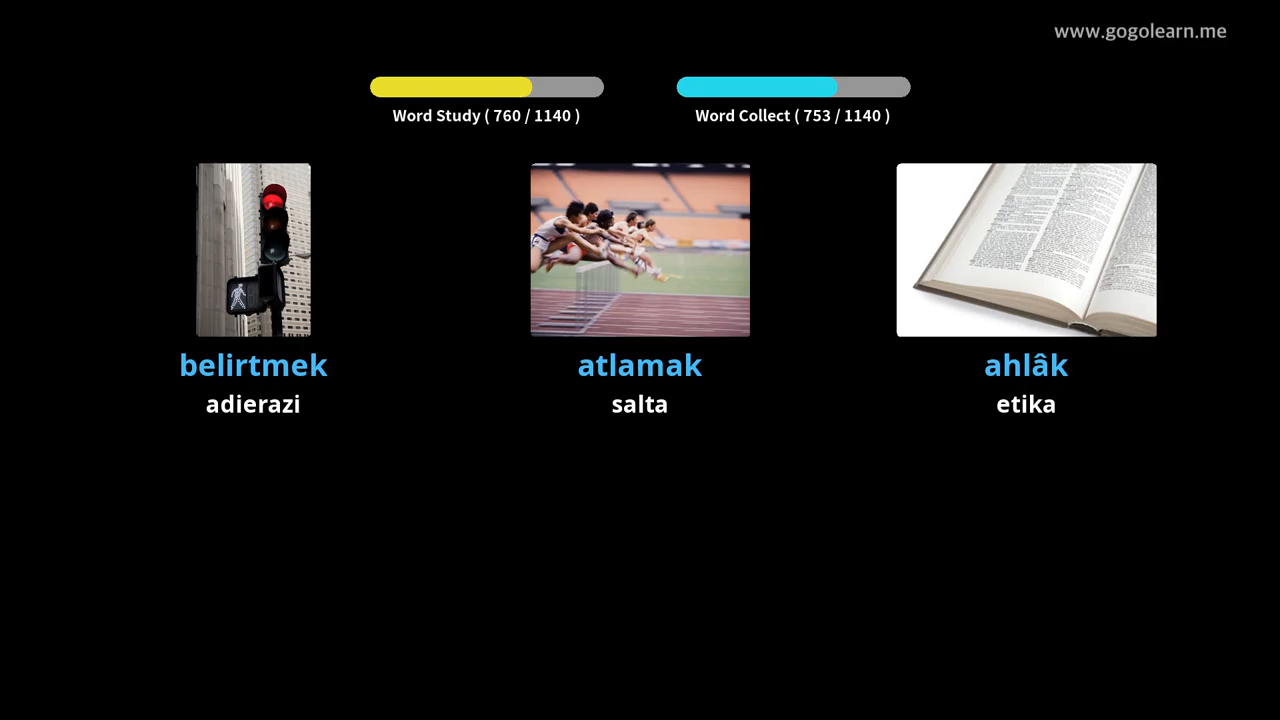 www.gogolearn.me
Word Study ( 760 / 1140 )
Word Collect ( 753 / 1140 )
belirtmek
atlamak
ahlâk
adierazi
salta
etika